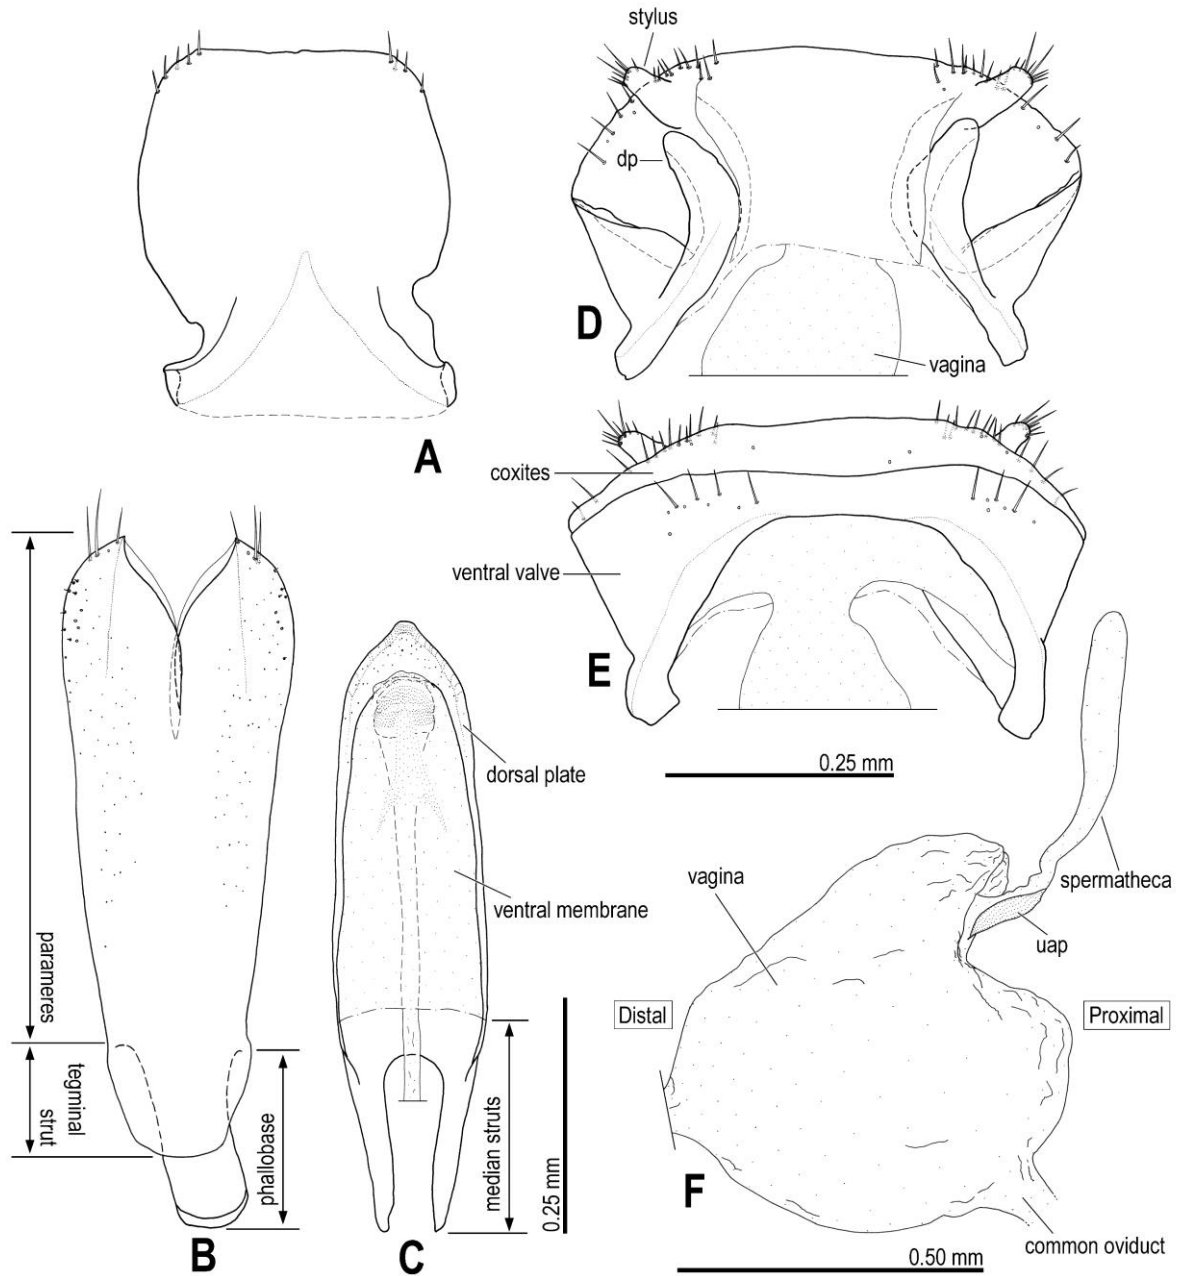 stylus
dp
D
vagina
A
coxites
ventral valve
E
0.25 mm
parameres
tegminal
strut
phallobase
B
dorsal plate
ventral membrane
median struts
0.25 mm
C
vagina
spermatheca
uap
Distal
Proximal
F
common oviduct
0.50 mm